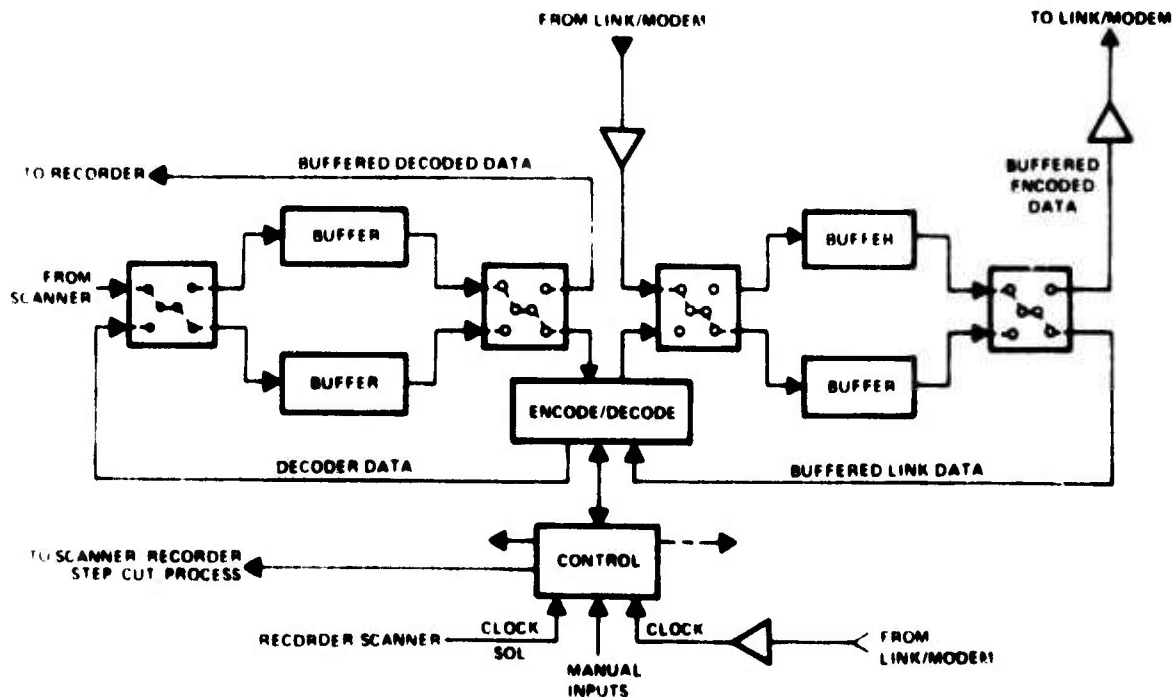 FROM LINK/MODEM
TO LINK/MODEM
BUFFERED DECODED DATA
TO RECORDER
BUFFERED
ENCODED
DATA
BUFFER
BUFFER
FROM
SCANNER
BUFFER
BUFFER
ENCODE/DECODE
DECODER DATA
BUFFERED LINK DATA
TO SCANNER RECORDER
STEP CUT PROCESS
CONTROL
RECORDER SCANNER
CLOCK
SOL
CLOCK
FROM
LINK/MODEM
MANUAL
INPUTS